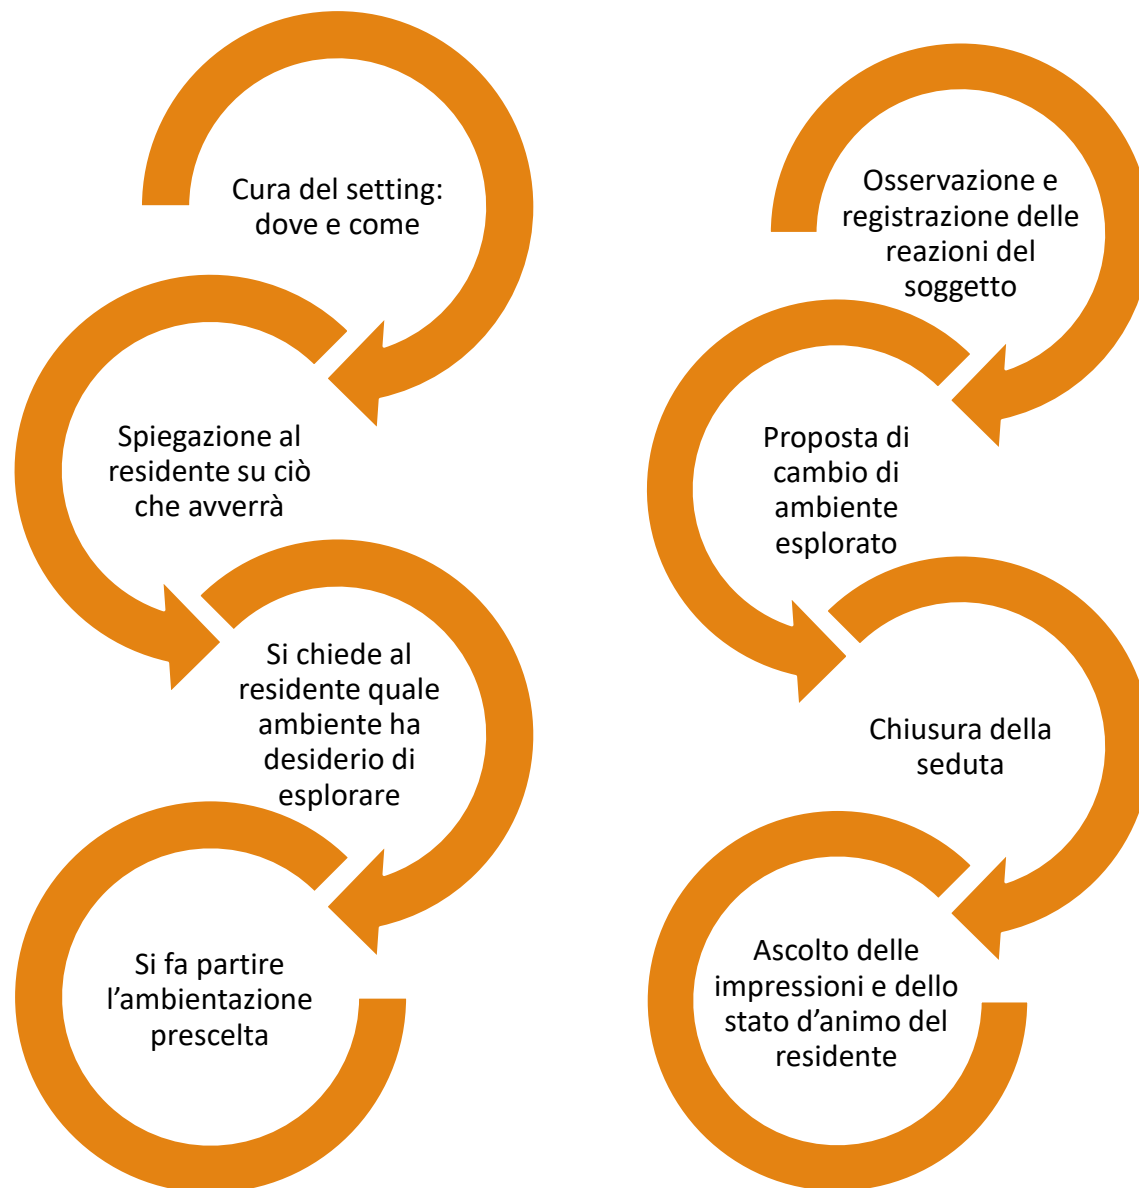 Cura del setting:
dove e come
Spiegazione al
residente su ciò
che avverrà
Si chiede al
residente quale
ambiente ha
desiderio di
esplorare
Si fa partire
l’ambientazione
prescelta
Osservazione e
registrazione delle
reazioni del
soggetto
Proposta di
cambio di
ambiente
esplorato
Chiusura della
seduta
Ascolto delle
impressioni e dello
stato d’animo del
residente